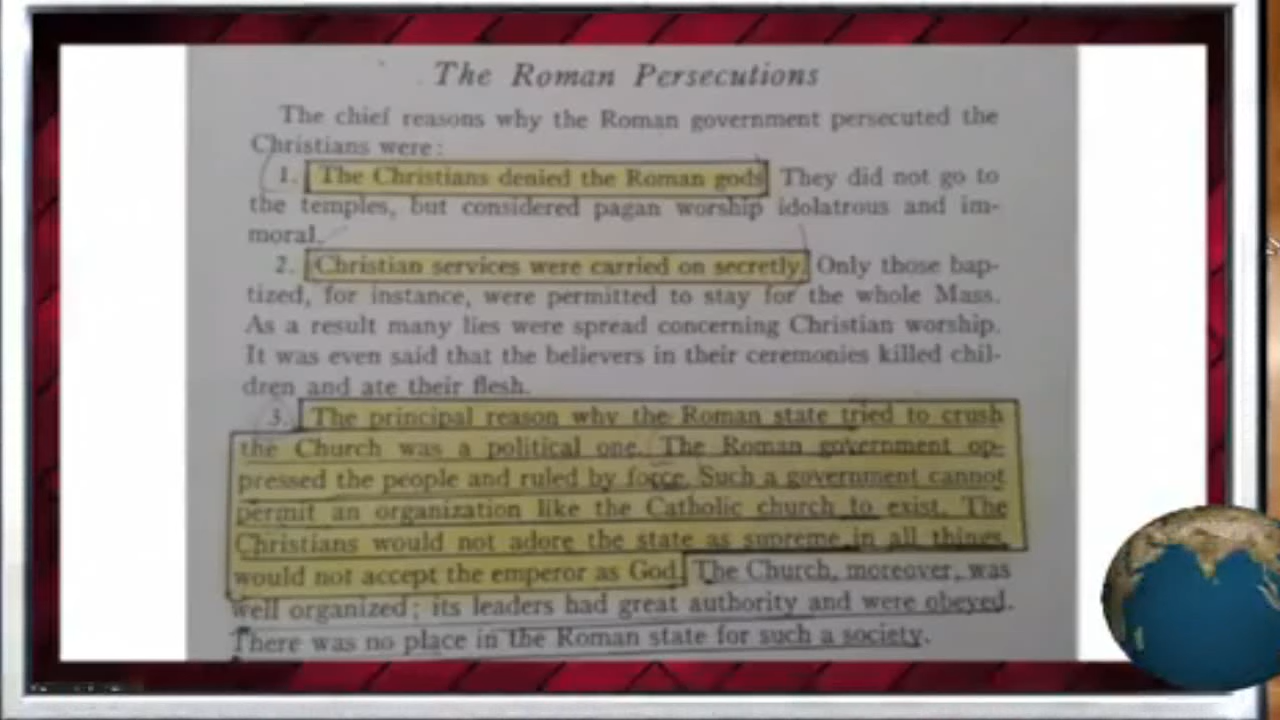 The Roman Persecutions
The chief reasons why the Roman government persecuted the
Christians were:
1. The Christians denied the Roman gods. They did not go to
the temples, but considered pagan worship idolatrous and im-
moral.
2. Christian services were carried on secretly. Only those bap-
tized, for instance, were permitted to stay for the whole Mass.
As a result many lies were spread concerning Christian worship.
It was even said that the believers in their ceremonies killed chil-
dren and ate their flesh.
3. The principal reason why the Roman state tried to crush
the Church was a political one. The Roman government op-
pressed the people and ruled by force. Such a government cannot
permit an organization like the Catholic church to exist. The
Christians would not adore the state as supreme in all things,
would not accept the emperor as God. The Church, moreover, was
well organized; its leaders had great authority and were obeyed.
There was no place in the Roman state for such a society.